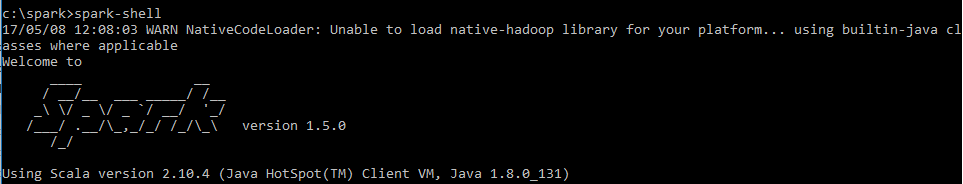 c:\spark>spark-shell
17/05/08 12:08:03 WARN NativeCodeLoader: Unable to load native-hadoop library for your platform... using builtin-java cl
asses where applicable
Welcome to
      ____              __
     / __/__  ___ _____/ /__
    _\ \/ _ \/ _ `/ __/  '_/
   /___/ .__/\_,_/_/ /_/\_\   version 1.5.0
      /_/
Using Scala version 2.10.4 (Java HotSpot(TM) Client VM, Java 1.8.0_131)